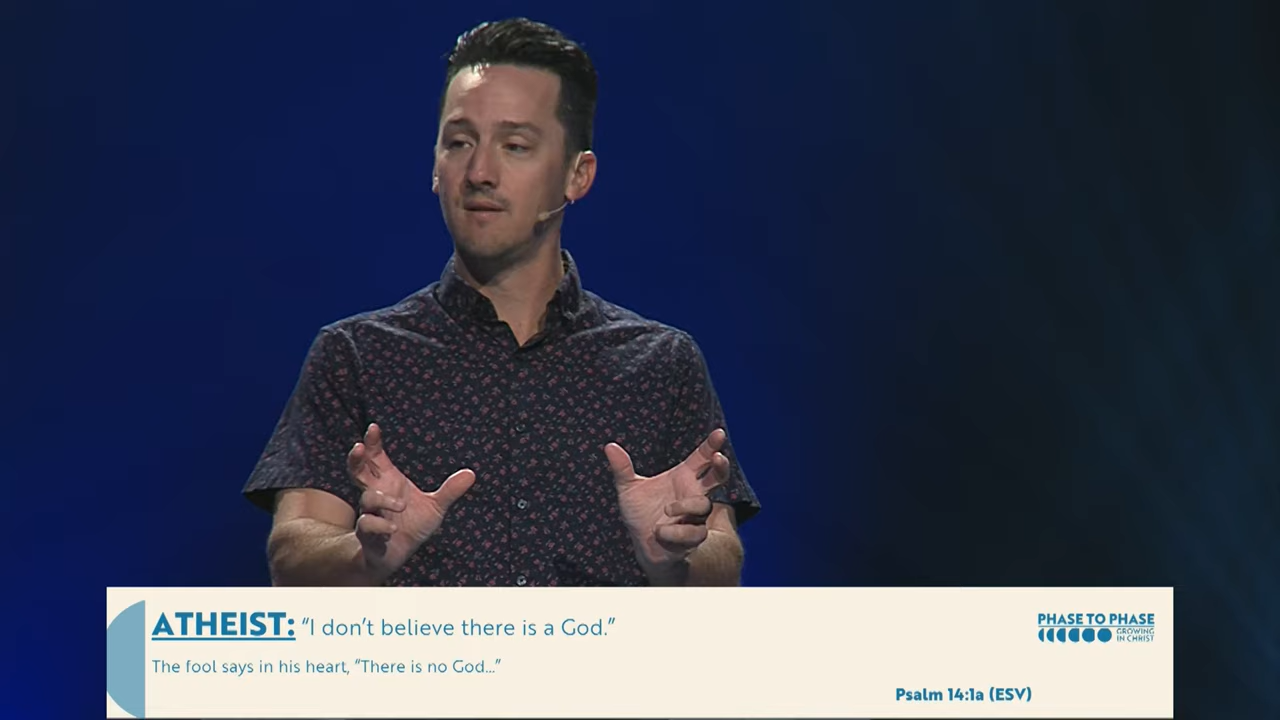 ATHEIST: “I don’t believe there is a God.”
The fool says in his heart, “There is no God...”
Psalm 14:1a (ESV)
PHASE TO PHASE
GROWING
IN CHRIST